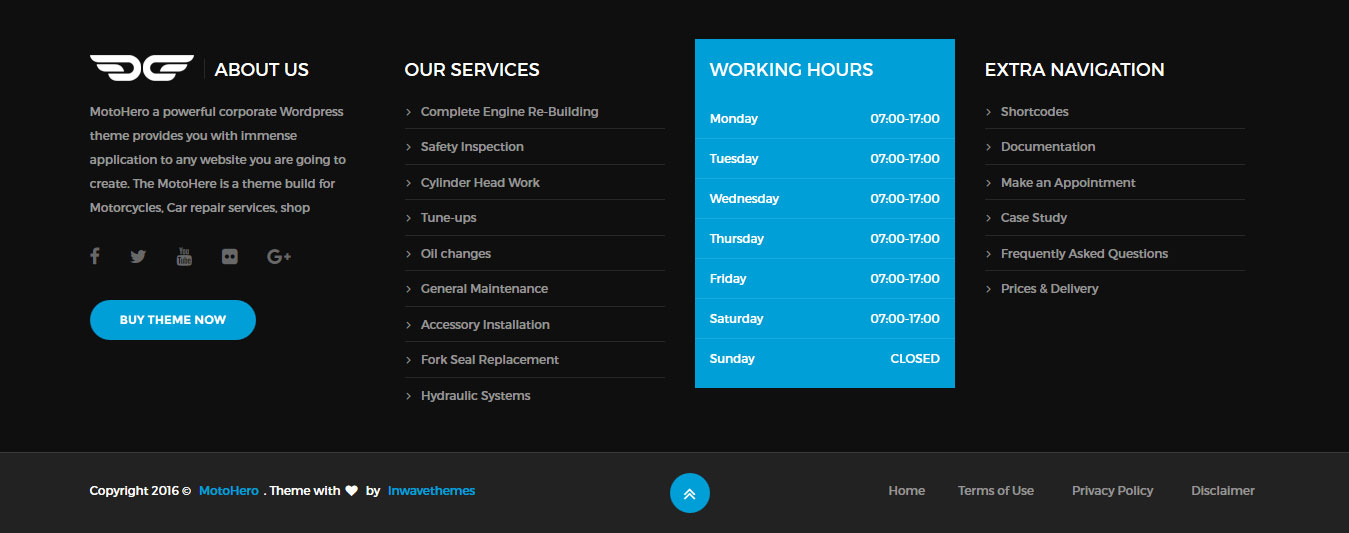 ABOUT US
MotoHero a powerful corporate Wordpress
theme provides you with immense
application to any website you are going to
create. The MotoHere is a theme build for
Motorcycles, Car repair services, shop
You
Tube
G+
BUY THEME NOW
OUR SERVICES
Complete Engine Re-Building
Safety Inspection
Cylinder Head Work
Tune-ups
Oil changes
General Maintenance
Accessory Installation
Fork Seal Replacement
Hydraulic Systems
WORKING HOURS
Monday 07:00-17:00
Tuesday 07:00-17:00
Wednesday 07:00-17:00
Thursday 07:00-17:00
Friday 07:00-17:00
Saturday 07:00-17:00
Sunday CLOSED
EXTRA NAVIGATION
Shortcodes
Documentation
Make an Appointment
Case Study
Frequently Asked Questions
Prices & Delivery
Copyright 2016 © MotoHero . Theme with ♥ by Inwavethemes
Home Terms of Use Privacy Policy Disclaimer